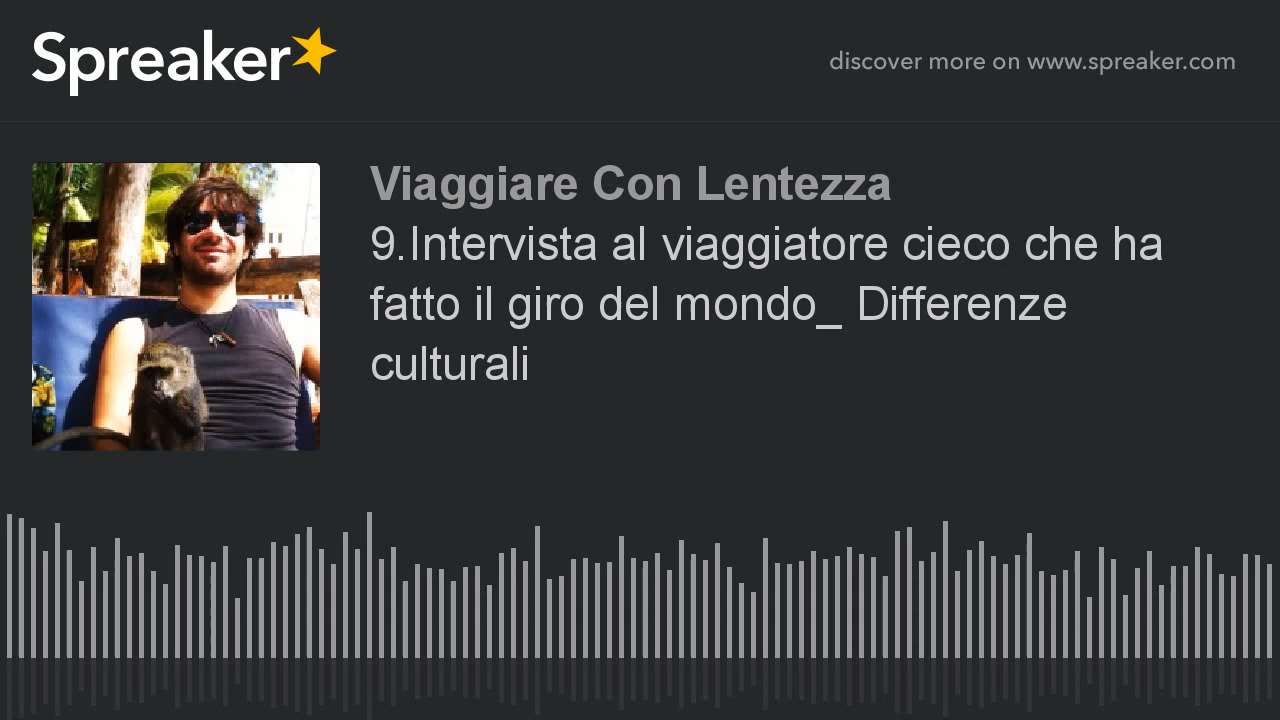 Spreaker
discover more on www.spreaker.com
Viaggiare Con Lentezza
9.Intervista al viaggiatore cieco che ha
fatto il giro del mondo_ Differenze
culturali